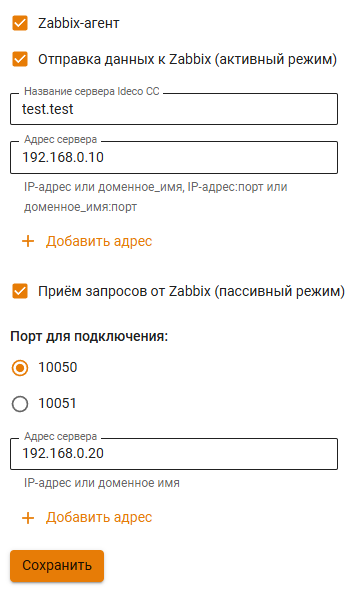 Zabbix-агент
Отправка данных к Zabbix (активный режим)
Название сервера Ideco CC
test.test
Адрес сервера
192.168.0.10
IP-адрес или доменное_имя, IP-адрес:порт или
доменное_имя:порт
+ Добавить адрес
Приём запросов от Zabbix (пассивный режим)
Порт для подключения:
10050
10051
Адрес сервера
192.168.0.20
IP-адрес или доменное имя
+ Добавить адрес
Сохранить